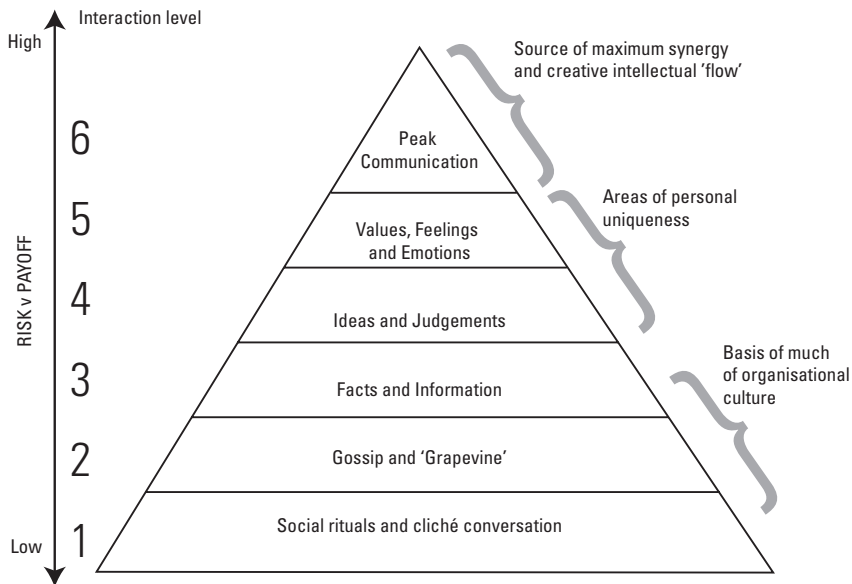 Interaction level
High
Source of maximum synergy
and creative intellectual ‘flow’
6
Peak
Communication
Areas of personal
uniqueness
5
Values, Feelings
and Emotions
RISK v PAYOFF
4
Ideas and Judgements
Basis of much
of organisational
culture
3
Facts and Information
2
Gossip and ‘Grapevine’
1
Social rituals and cliché conversation
Low